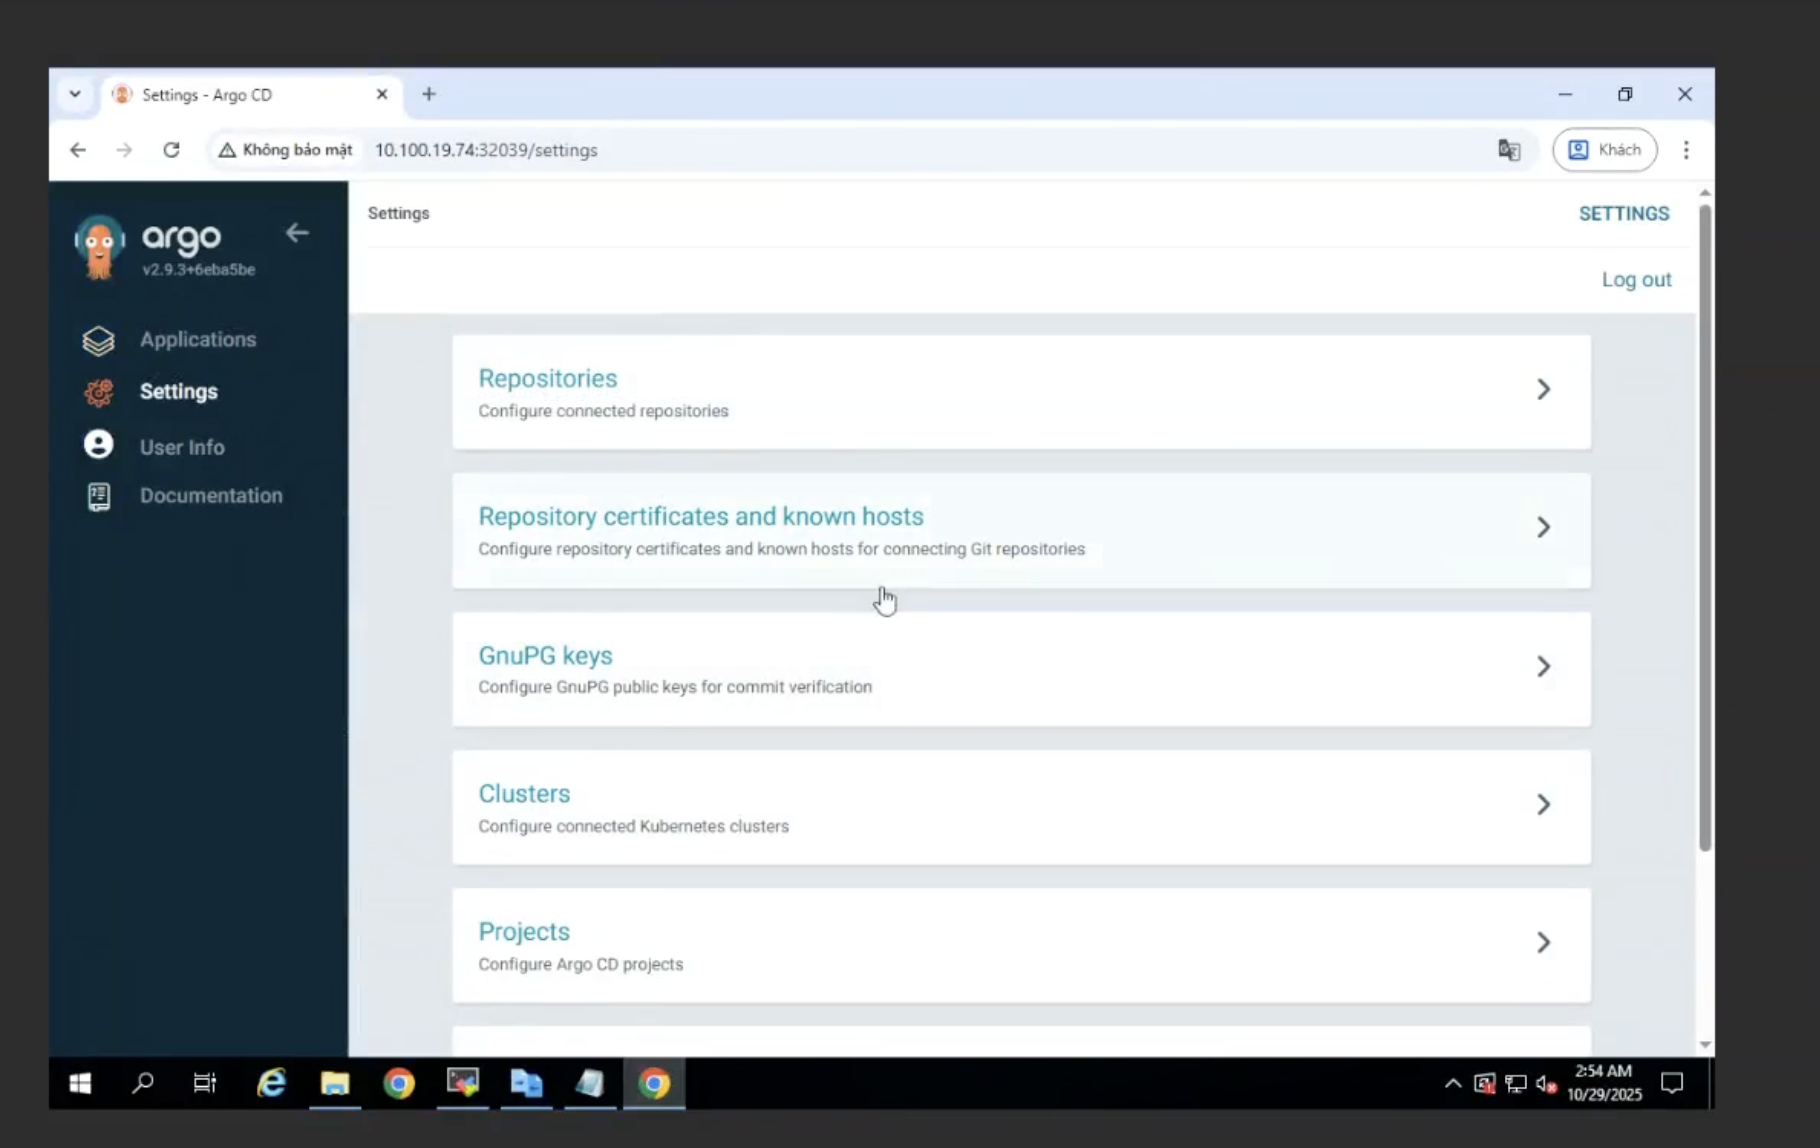 Settings - Argo CD
Không bảo mật
10.100.19.74:32039/settings
Khách
argo
v2.9.3+6eba5be
Applications
Settings
User Info
Documentation
Settings
SETTINGS
Log out
Repositories
Configure connected repositories
Repository certificates and known hosts
Configure repository certificates and known hosts for connecting Git repositories
GnuPG keys
Configure GnuPG public keys for commit verification
Clusters
Configure connected Kubernetes clusters
Projects
Configure Argo CD projects
2:54 AM
10/29/2025